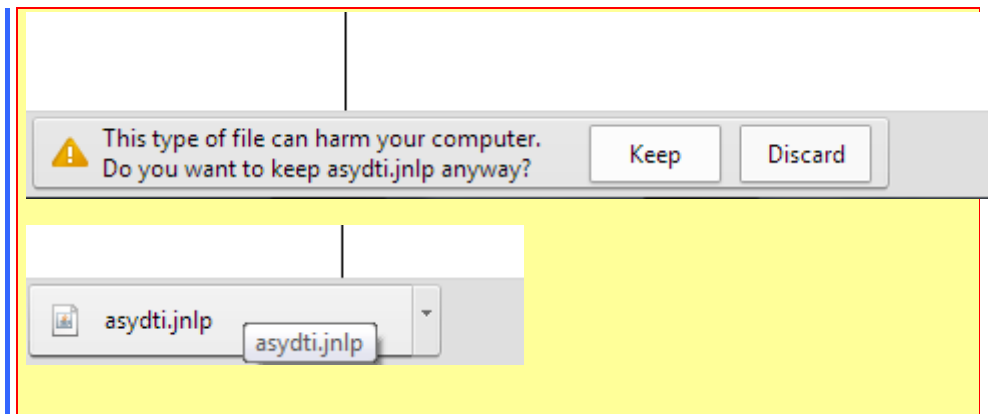 This type of file can harm your computer.
Do you want to keep asydti.jnlp anyway?
Keep
Discard
asydti.jnlp
asydti.jnlp